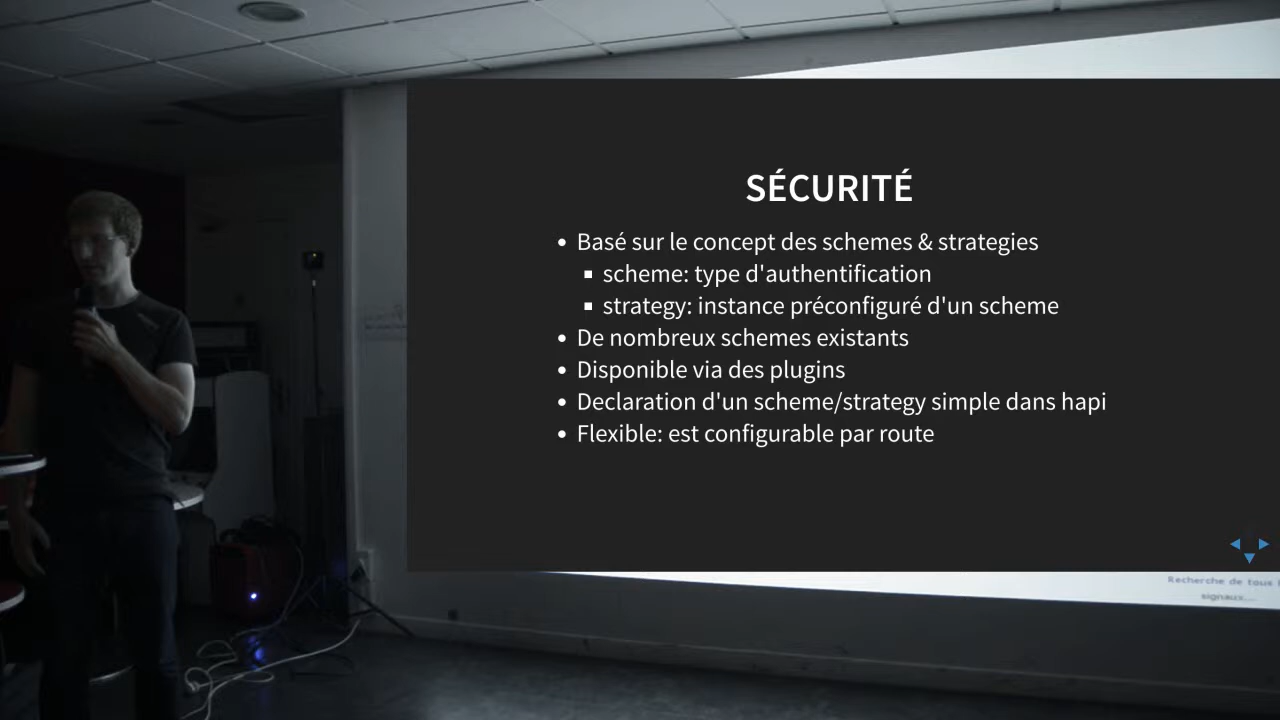 SÉCURITÉ
Basé sur le concept des schemes & strategies
scheme: type d'authentification
strategy: instance préconfiguré d'un scheme
De nombreux schemes existants
Disponible via des plugins
Declaration d'un scheme/strategy simple dans hapi
Flexible: est configurable par route
Recherche de tous
signaux...